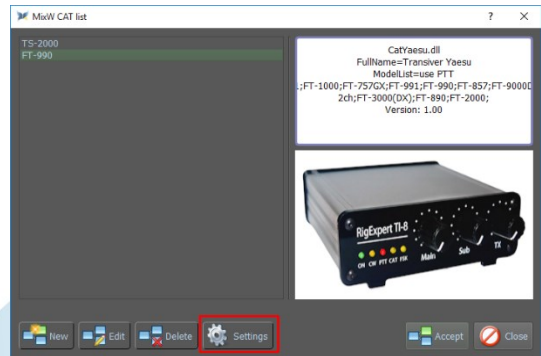 MixW CAT list
TS-2000
FT-990
CatYaesu.dll
FullName=Transiver Yaesu
ModelList=use PTT
;FT-1000;FT-757GX;FT-991;FT-990;FT-857;FT-9000
2ch;FT-3000(DX);FT-890;FT-2000;
Version: 1.00
RigExpert TI-8
ON CW PTT CAT FSK
Main
Sub
TX
New
Edit
Delete
Settings
Accept
Close